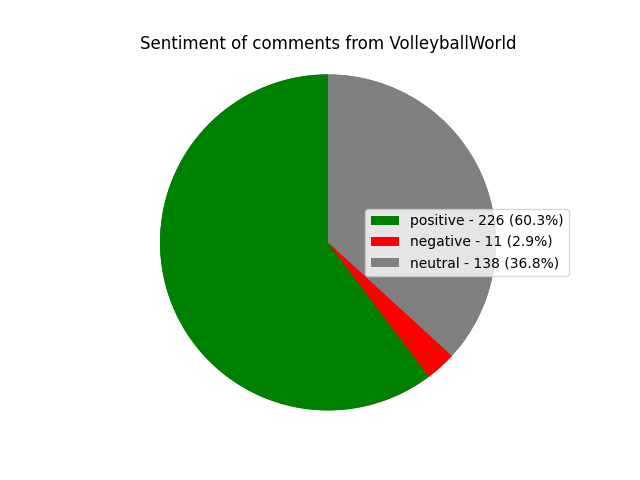 Sentiment of comments from VolleyballWorld
positive - 226 (60.3%)
negative - 11 (2.9%)
neutral - 138 (36.8%)